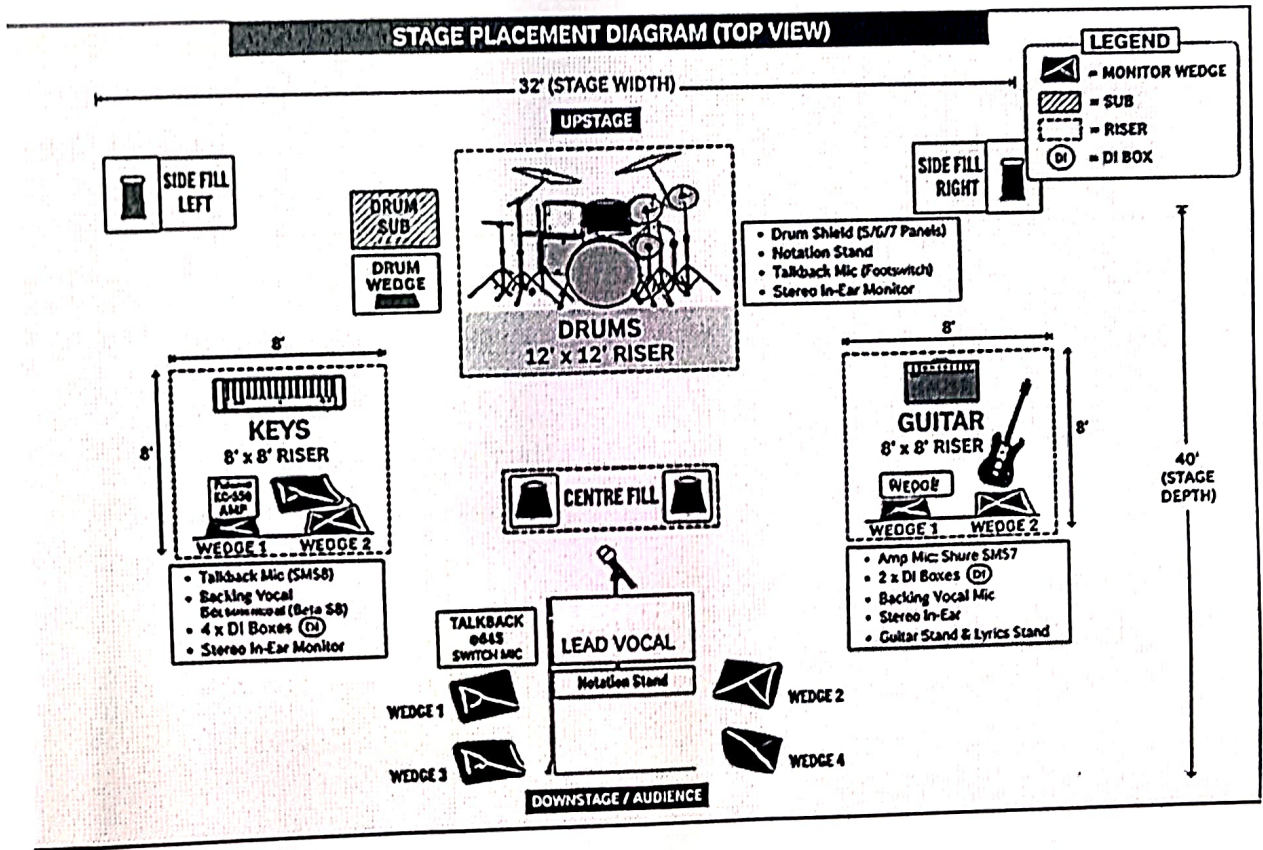 STAGE PLACEMENT DIAGRAM (TOP VIEW)
LEGEND
= MONITOR WEDGE
= SUB
= RISER
DI = DI BOX
32' (STAGE WIDTH)
UPSTAGE
SIDE FILL
LEFT
SIDE FILL
RIGHT
DRUM
SUB
DRUM
WEDGE
DRUMS
12' x 12' RISER
• Drum Shield (5/6/7 Panels)
• Notation Stand
• Talkback Mic (Footswitch)
• Stereo In-Ear Monitor
8'
8'
KEYS
8' x 8' RISER
KC-550
AMP
WEDGE 1
WEDGE 2
• Talkback Mic (SM58)
• Backing Vocal
(Beta 58)
• 4 x DI Boxes DI
• Stereo In-Ear Monitor
CENTRE FILL
8'
8'
GUITAR
8' x 8' RISER
WEDGE
WEDGE 1
WEDGE 2
• Amp Mic: Shure SM57
• 2 x DI Boxes DI
• Backing Vocal Mic
• Stereo In-Ear
• Guitar Stand & Lyrics Stand
40'
(STAGE
DEPTH)
TALKBACK
SWITCH MIC
LEAD VOCAL
Notation Stand
WEDGE 1
WEDGE 2
WEDGE 3
WEDGE 4
DOWNSTAGE / AUDIENCE